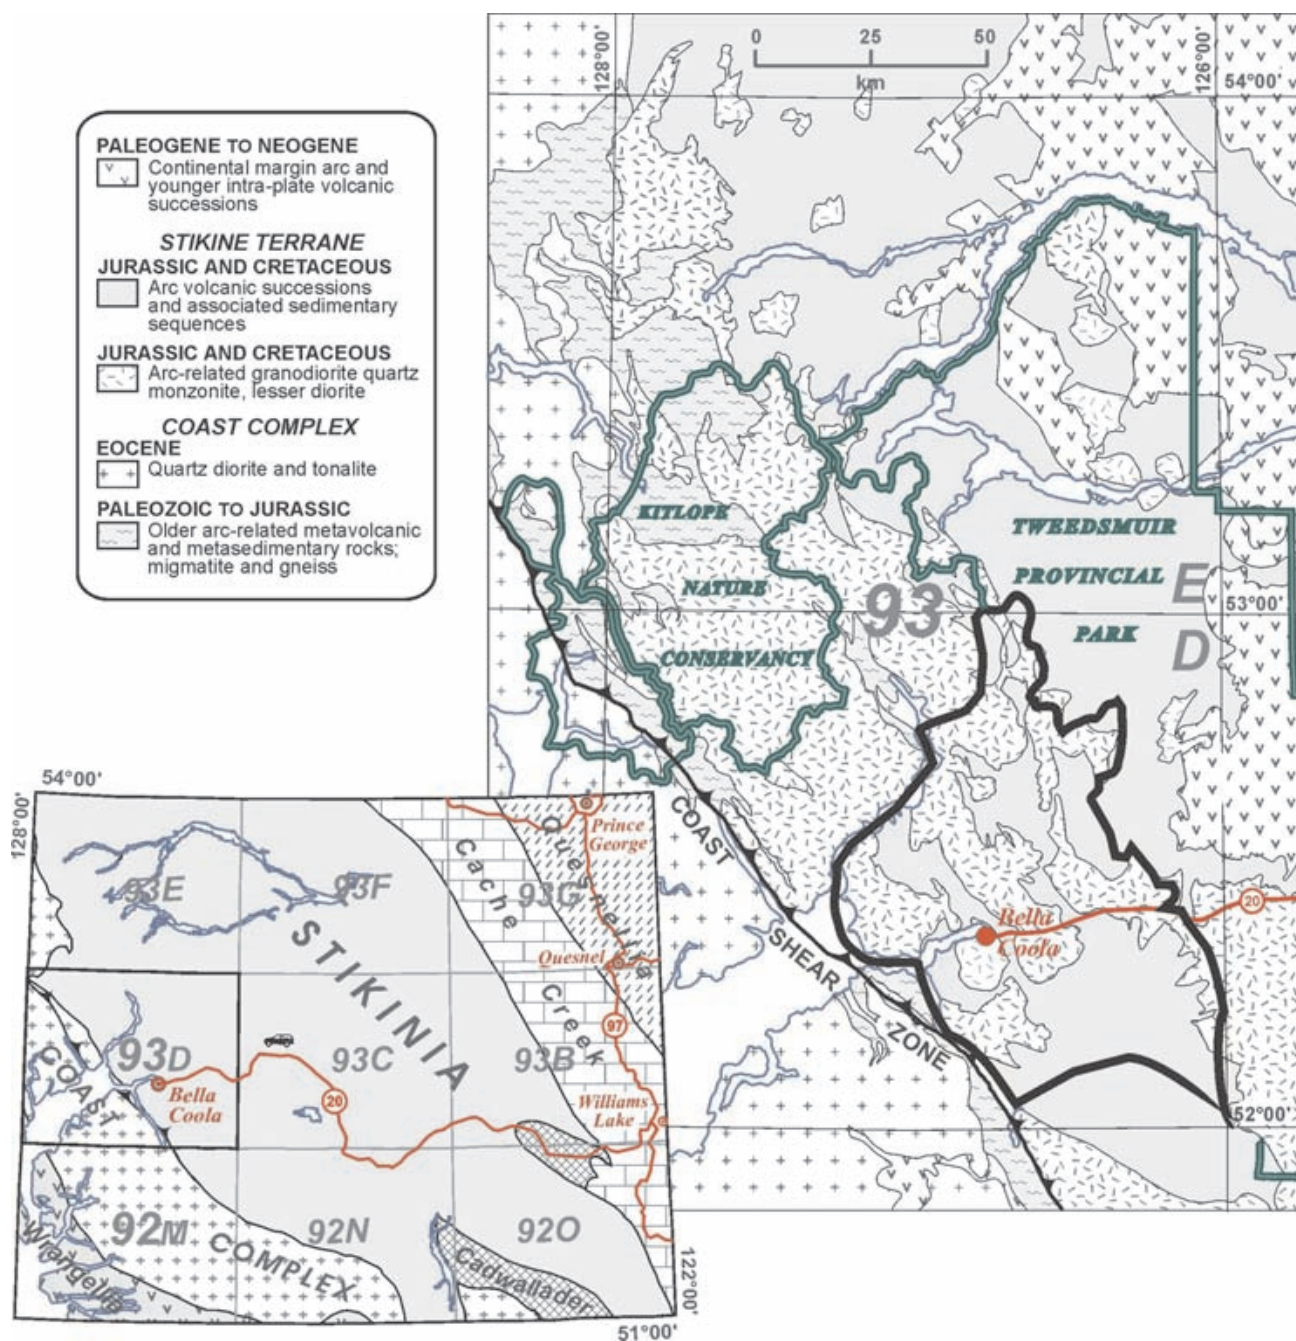 0 25 50
km
128°00'
126°00'
54°00'
PALEOGENE TO NEOGENE
Continental margin arc and
younger intra-plate volcanic
successions
STIKINE TERRANE
JURASSIC AND CRETACEOUS
Arc volcanic successions
and associated sedimentary
sequences
JURASSIC AND CRETACEOUS
Arc-related granodiorite quartz
monzonite, lesser diorite
COAST COMPLEX
EOCENE
Quartz diorite and tonalite
PALEOZOIC TO JURASSIC
Older arc-related metavolcanic
and metasedimentary rocks;
migmatite and gneiss
KITLOPE
NATURE
CONSERVANCY
TWEEDSMUIR
PROVINCIAL
PARK
93
E
D
53°00'
COAST
SHEAR
ZONE
Bella
Coola
20
52°00'
54°00'
128°00'
Prince
George
Cache
Creek
Quesnellia
93E
93F
93G
STIKINIA
Quesnel
97
COAST
93D
93C
93B
Bella
Coola
20
Williams
Lake
92M
92N
92O
COMPLEX
Wrangellia
Cadwallader
122°00'
51°00'